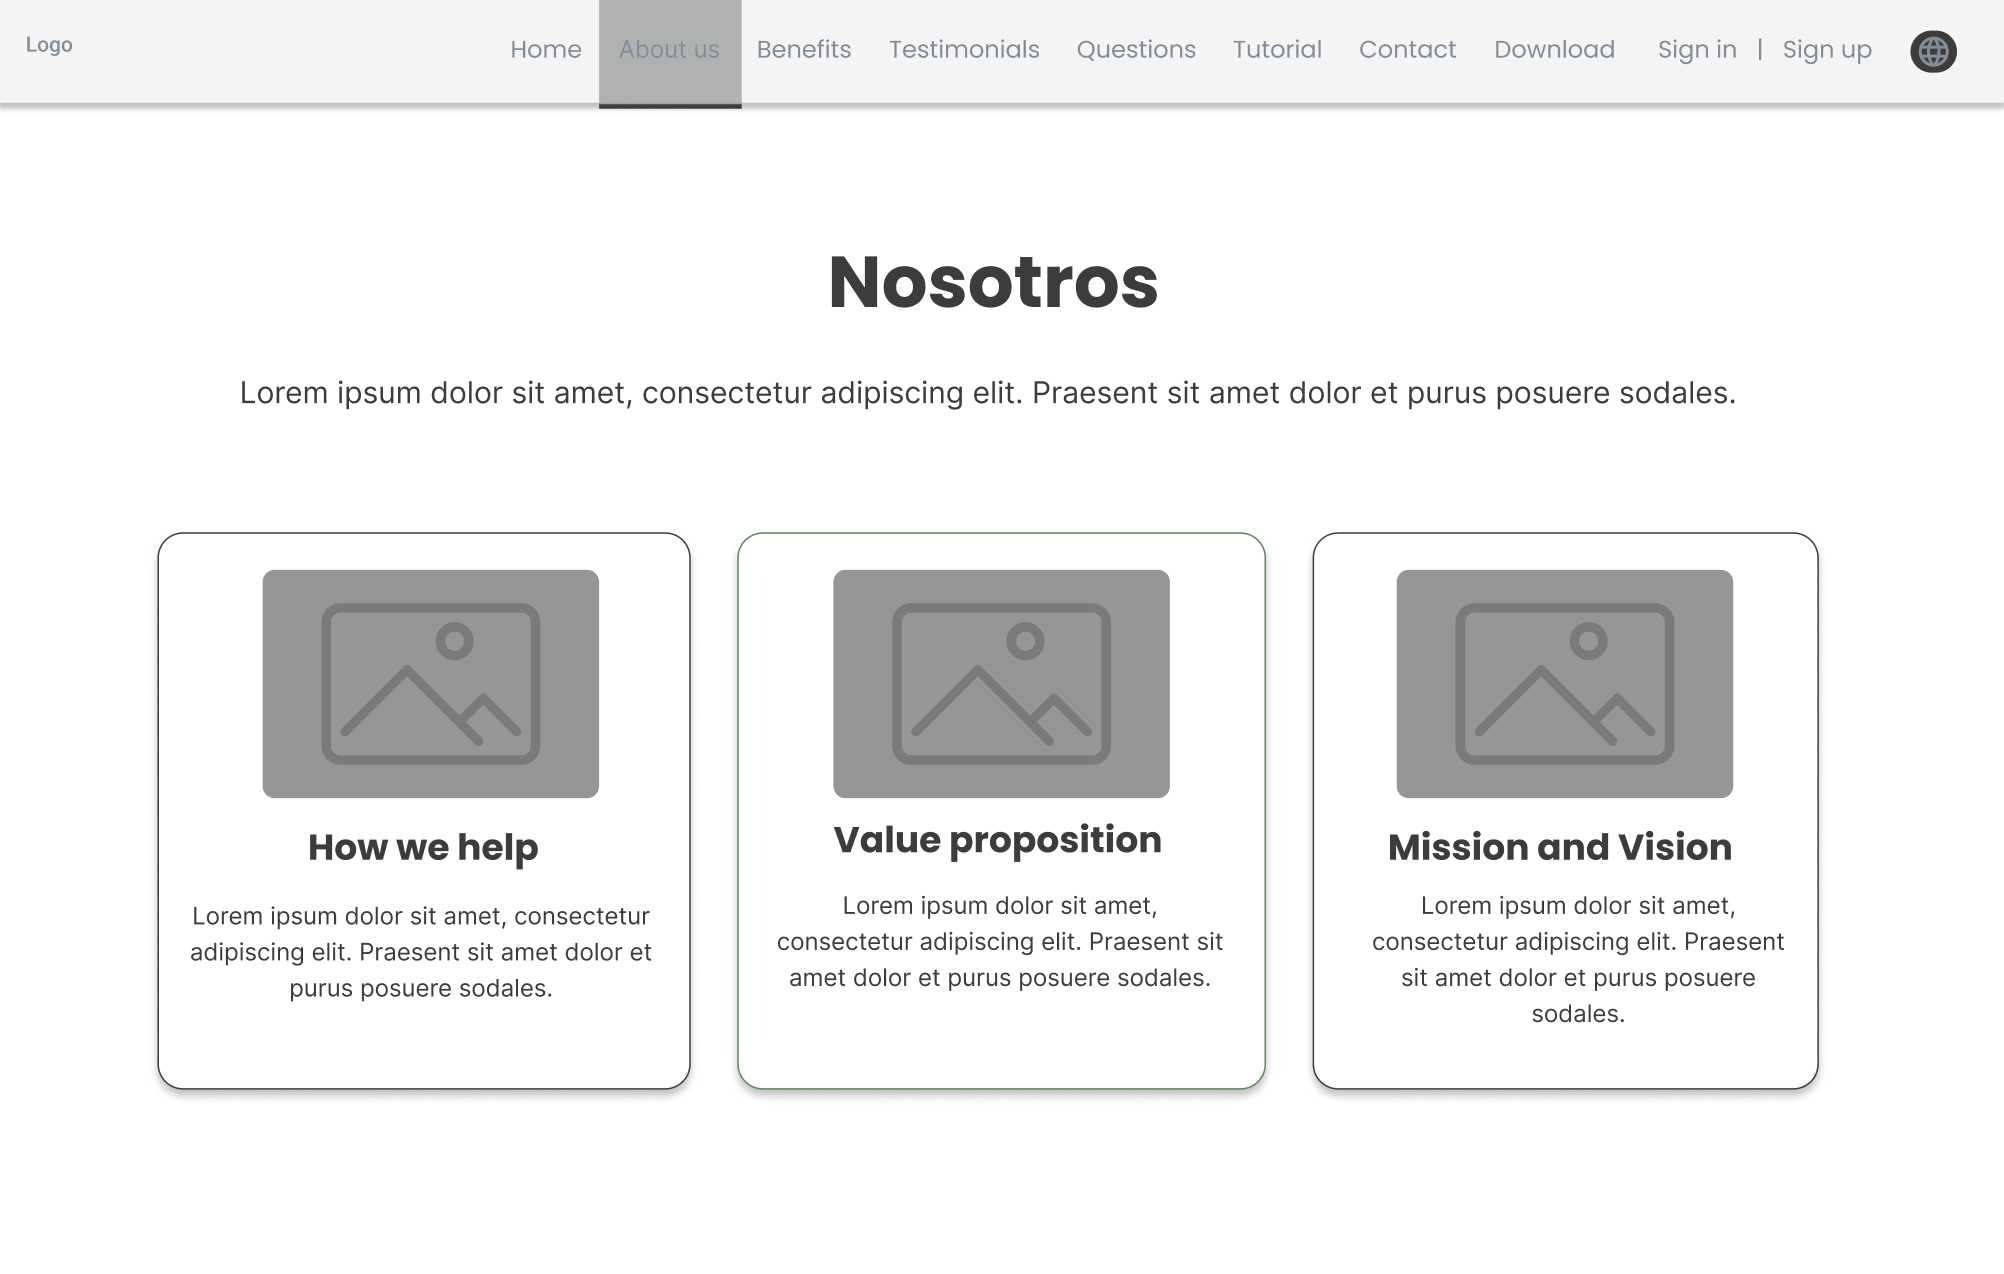 Logo
Home About us Benefits Testimonials Questions Tutorial Contact Download Sign in | Sign up
Nosotros
Lorem ipsum dolor sit amet, consectetur adipiscing elit. Praesent sit amet dolor et purus posuere sodales.
How we help
Lorem ipsum dolor sit amet, consectetur
adipiscing elit. Praesent sit amet dolor et
purus posuere sodales.
Value proposition
Lorem ipsum dolor sit amet,
consectetur adipiscing elit. Praesent sit
amet dolor et purus posuere sodales.
Mission and Vision
Lorem ipsum dolor sit amet,
consectetur adipiscing elit. Praesent
sit amet dolor et purus posuere
sodales.